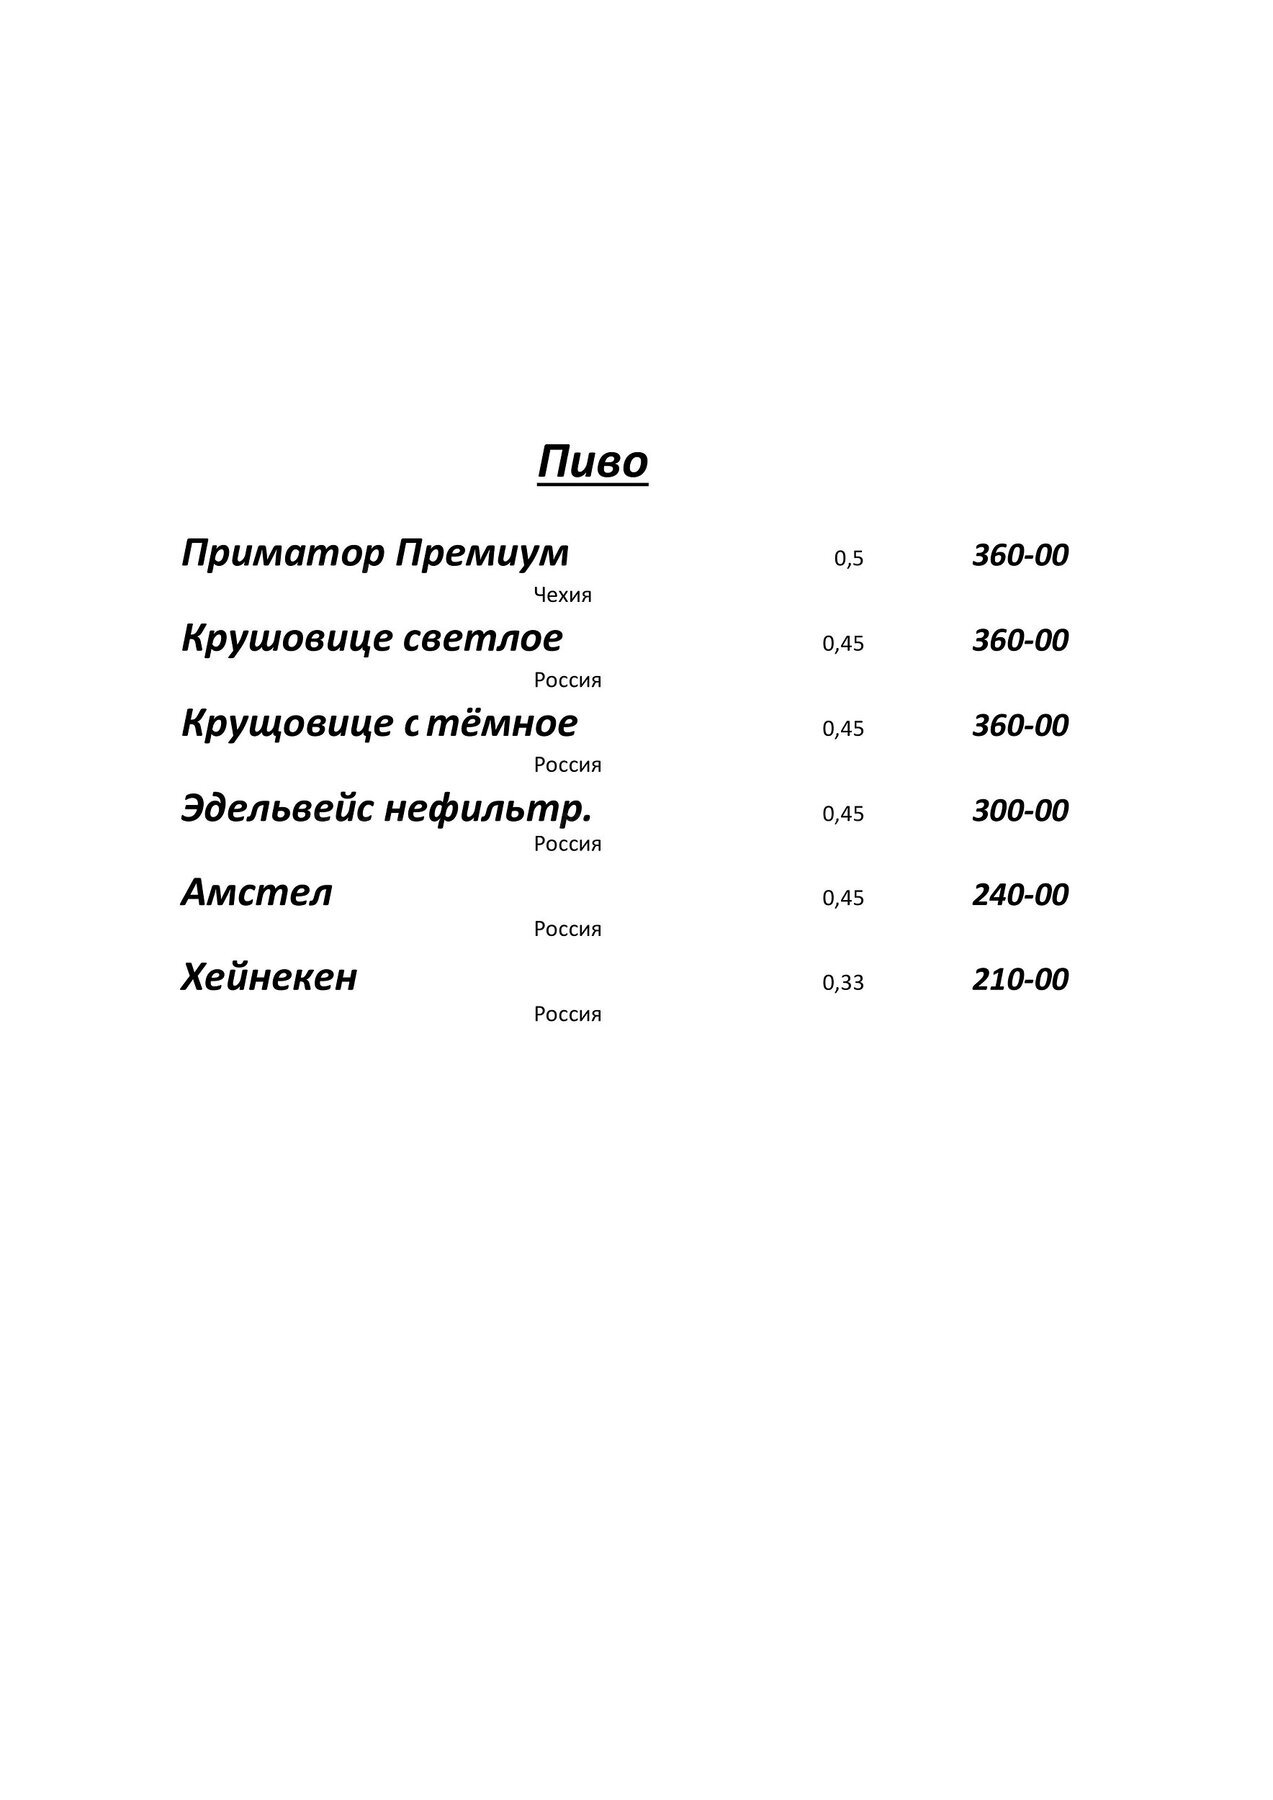 Пиво
Приматор Премиум 0,5 360-00
Чехия
Крушовице светлое 0,45 360-00
Россия
Крущовице с тёмное 0,45 360-00
Россия
Эдельвейс нефильтр. 0,45 300-00
Россия
Амстел 0,45 240-00
Россия
Хейнекен 0,33 210-00
Россия